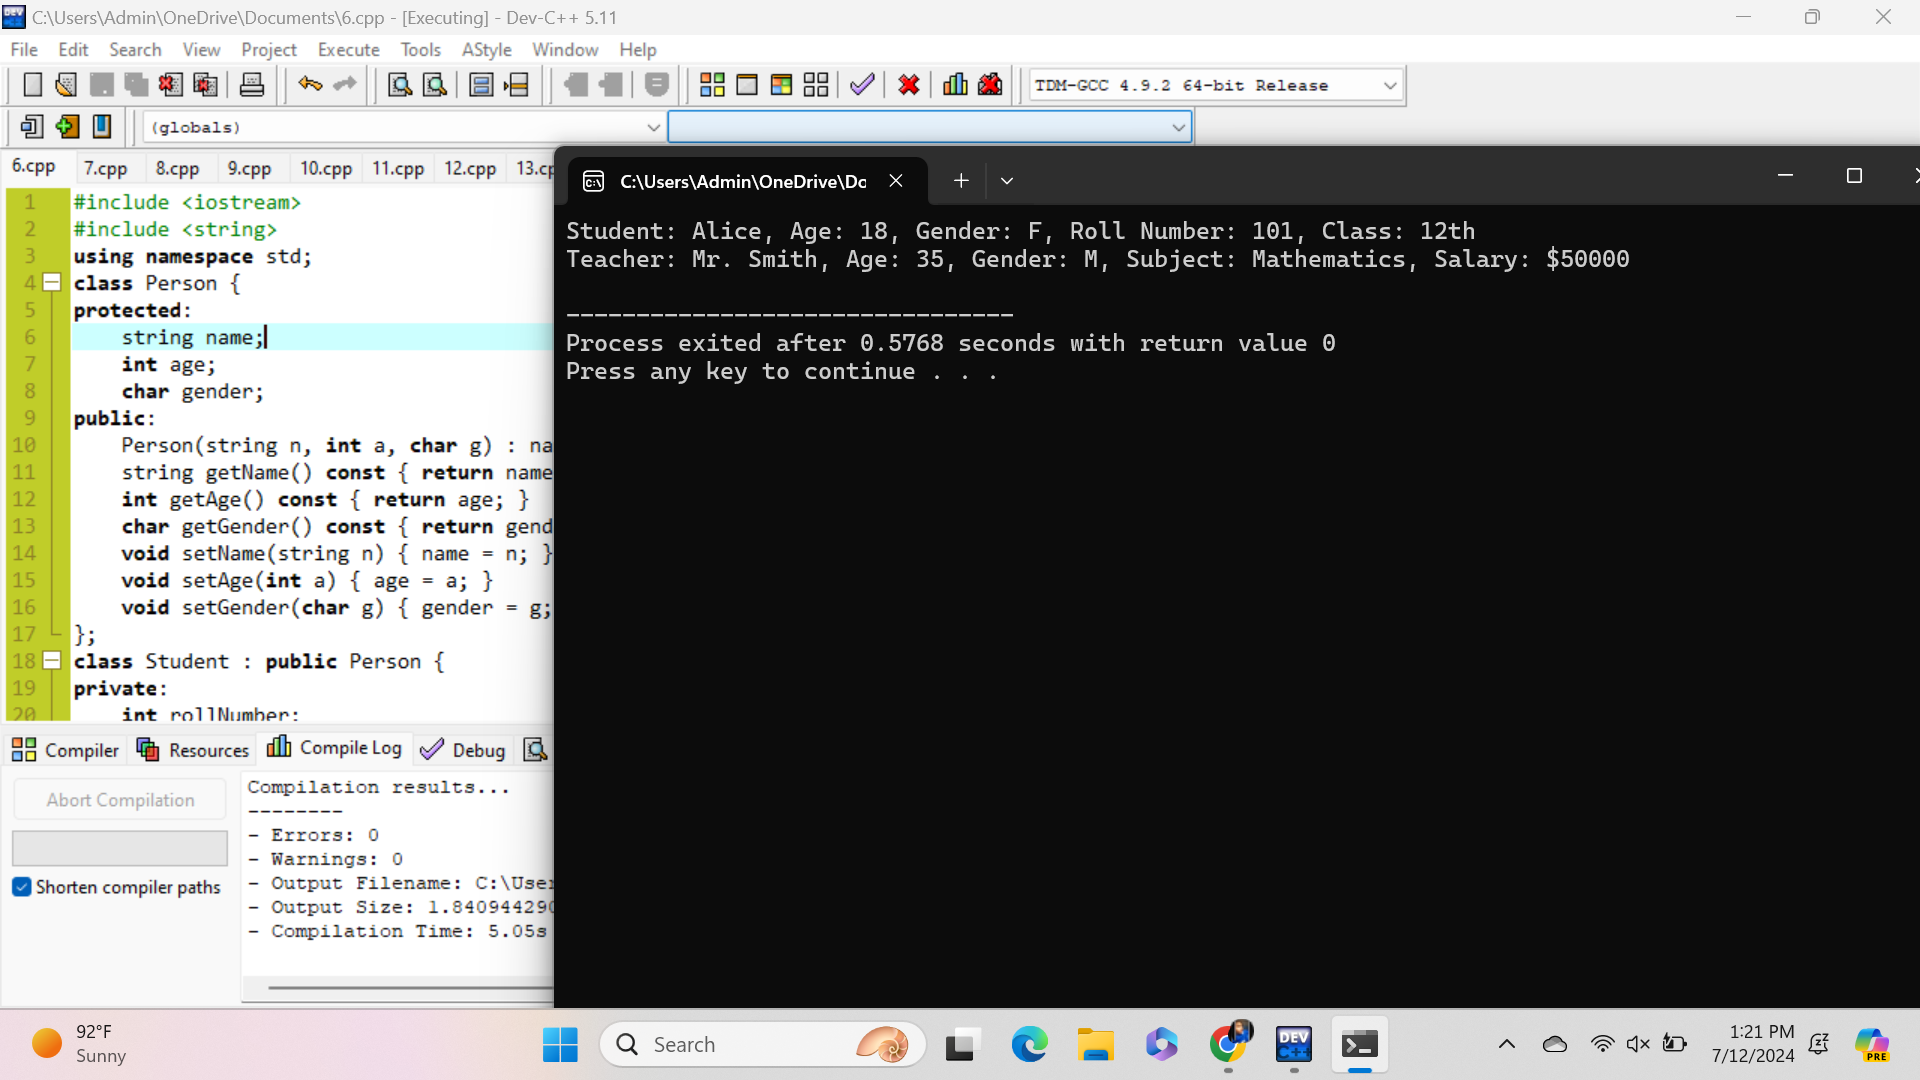 C:\Users\Admin\OneDrive\Documents\6.cpp - [Executing] - Dev-C++ 5.11
File Edit Search View Project Execute Tools AStyle Window Help
TDM-GCC 4.9.2 64-bit Release
(globals)
6.cpp 7.cpp 8.cpp 9.cpp 10.cpp 11.cpp 12.cpp 13.cp
1 #include <iostream>
2 #include <string>
3 using namespace std;
4 class Person {
5 protected:
6 string name;
7 int age;
8 char gender;
9 public:
10 Person(string n, int a, char g) : na
11 string getName() const { return name
12 int getAge() const { return age; }
13 char getGender() const { return gend
14 void setName(string n) { name = n; }
15 void setAge(int a) { age = a; }
16 void setGender(char g) { gender = g;
17 };
18 class Student : public Person {
19 private:
20 int rollNumber;
C:\Users\Admin\OneDrive\Do
Student: Alice, Age: 18, Gender: F, Roll Number: 101, Class: 12th
Teacher: Mr. Smith, Age: 35, Gender: M, Subject: Mathematics, Salary: $50000
--------------------------------
Process exited after 0.5768 seconds with return value 0
Press any key to continue . . .
Compiler Resources Compile Log Debug
Abort Compilation
Shorten compiler paths
Compilation results...
--------
- Errors: 0
- Warnings: 0
- Output Filename: C:\User
- Output Size: 1.840944290
- Compilation Time: 5.05s
92°F
Sunny
Search
DEV C++
1:21 PM
7/12/2024
PRE